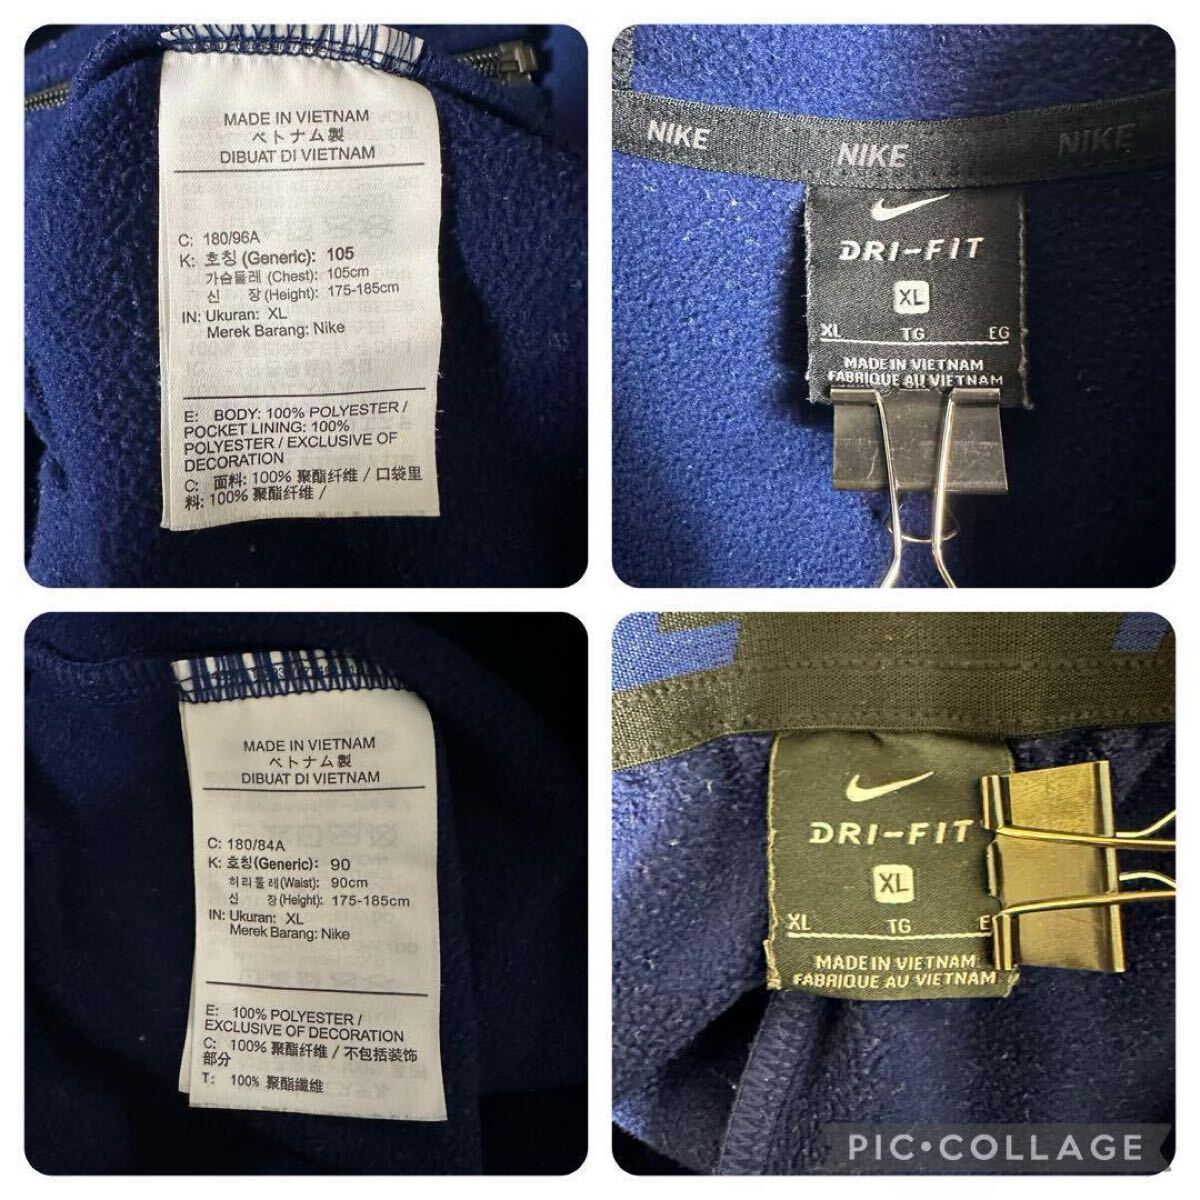 MADE IN VIETNAM
ベトナム製
DIBUAT DI VIETNAM
C: 180/96A
K: 호칭 (Generic): 105
가슴둘레 (Chest): 105cm
신 장 (Height): 175-185cm
IN: Ukuran: XL
Merek Barang: Nike
E: BODY: 100% POLYESTER /
POCKET LINING: 100%
POLYESTER / EXCLUSIVE OF
DECORATION
C: 面料: 100% 聚酯纤维 / 口袋里
料: 100% 聚酯纤维 /
NIKE NIKE NIKE
DRI-FIT
XL
XL TG EG
MADE IN VIETNAM
FABRIQUE AU VIETNAM
MADE IN VIETNAM
ベトナム製
DIBUAT DI VIETNAM
C: 180/84A
K: 호칭(Generic): 90
허리둘레(Waist): 90cm
신 장(Height): 175-185cm
IN: Ukuran: XL
Merek Barang: Nike
E: 100% POLYESTER /
EXCLUSIVE OF DECORATION
C: 100% 聚酯纤维 / 不包括装饰
部分
T: 100% 聚酯纖維
DRI-FIT
XL
XL TG E
MADE IN VIETNAM
FABRIQUE AU VIETNAM
PIC•COLLAGE